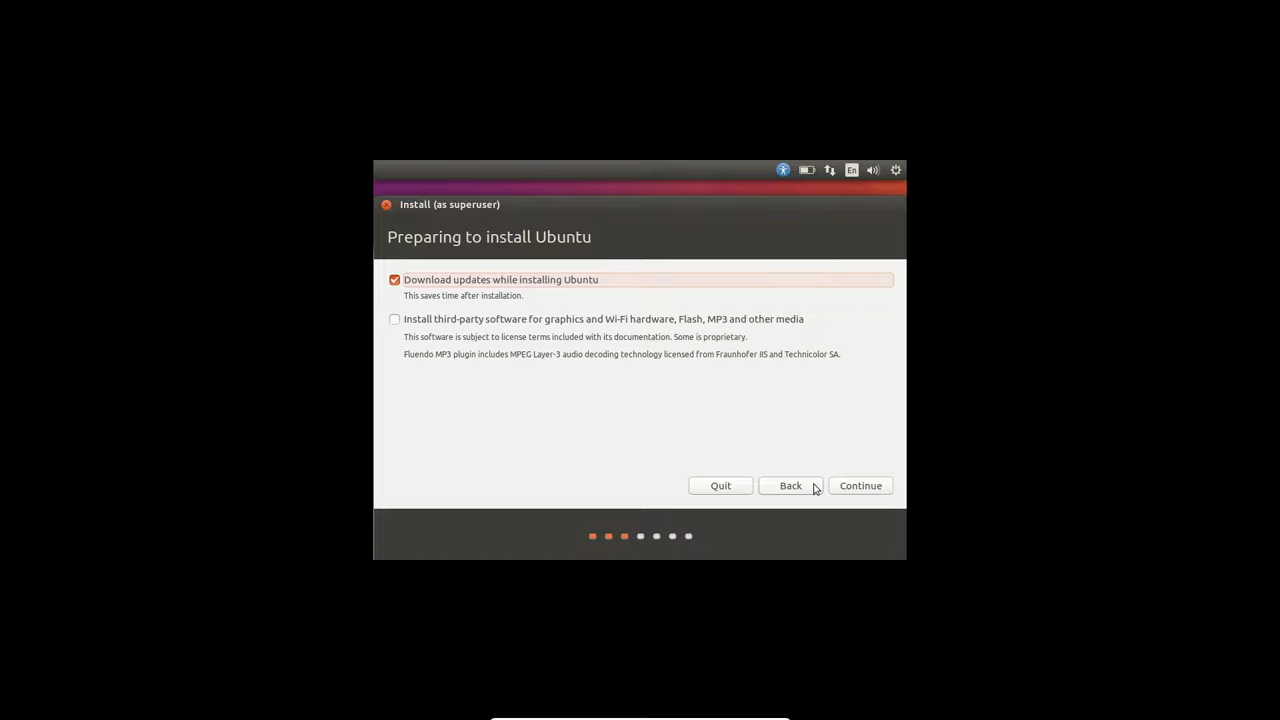 En
Install (as superuser)
Preparing to install Ubuntu
Download updates while installing Ubuntu
This saves time after installation.
Install third-party software for graphics and Wi-Fi hardware, Flash, MP3 and other media
This software is subject to license terms included with its documentation. Some is proprietary.
Fluendo MP3 plugin includes MPEG Layer-3 audio decoding technology licensed from Fraunhofer IIS and Technicolor SA.
Quit Back Continue